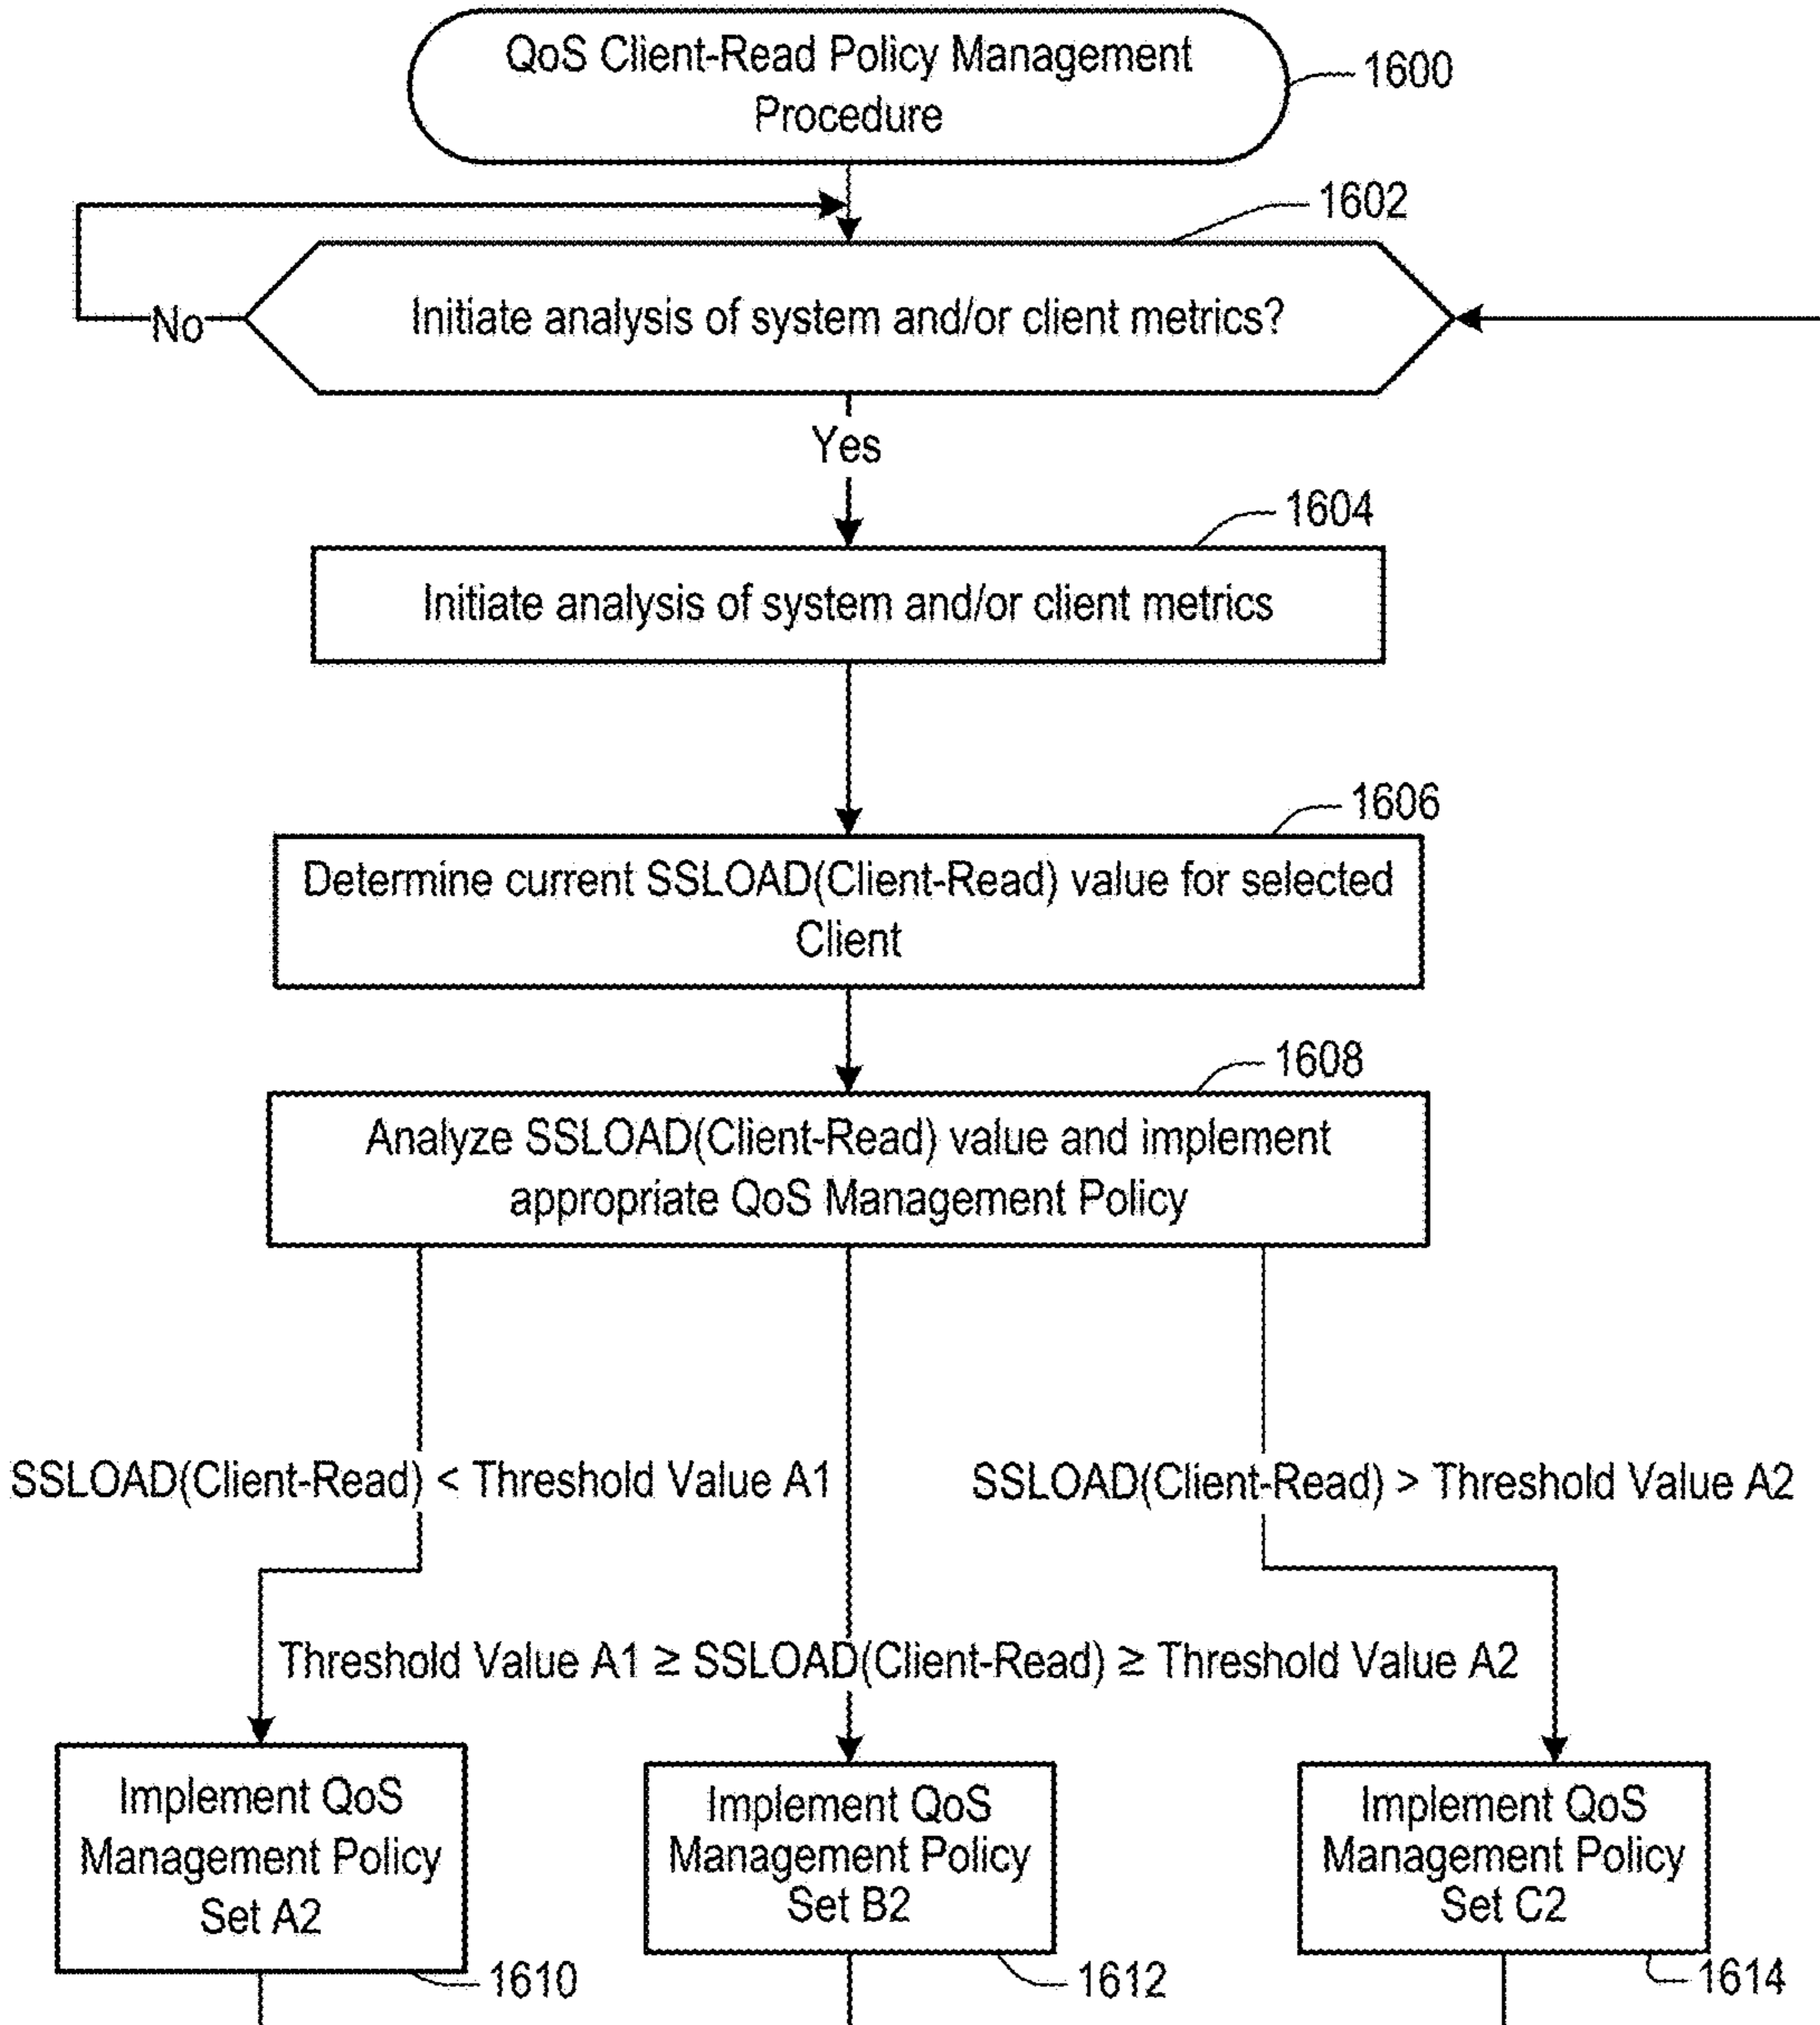 QoS Client-Read Policy Management
Procedure
1600
1602
Initiate analysis of system and/or client metrics?
No
Yes
1604
Initiate analysis of system and/or client metrics
1606
Determine current SSLOAD(Client-Read) value for selected
Client
1608
Analyze SSLOAD(Client-Read) value and implement
appropriate QoS Management Policy
SSLOAD(Client-Read) < Threshold Value A1
SSLOAD(Client-Read) > Threshold Value A2
Threshold Value A1 ≥ SSLOAD(Client-Read) ≥ Threshold Value A2
Implement QoS
Management Policy
Set A2
1610
Implement QoS
Management Policy
Set B2
1612
Implement QoS
Management Policy
Set C2
1614